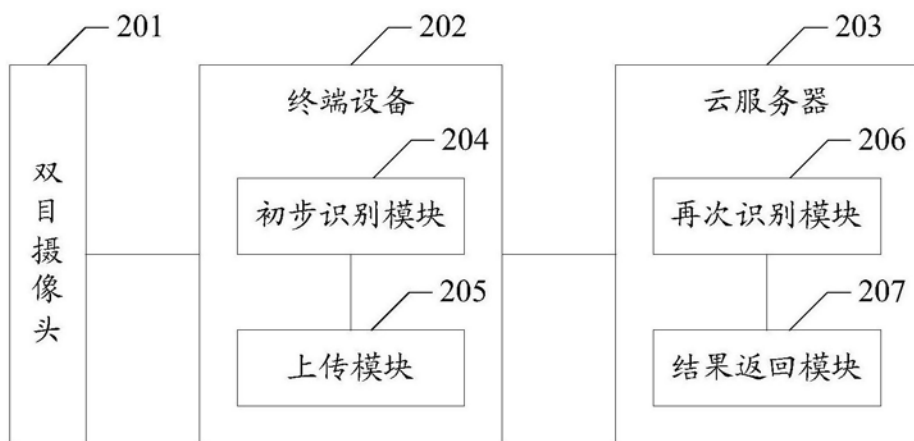 201
202
203
双目摄像头
终端设备
云服务器
204
206
初步识别模块
再次识别模块
205
207
上传模块
结果返回模块